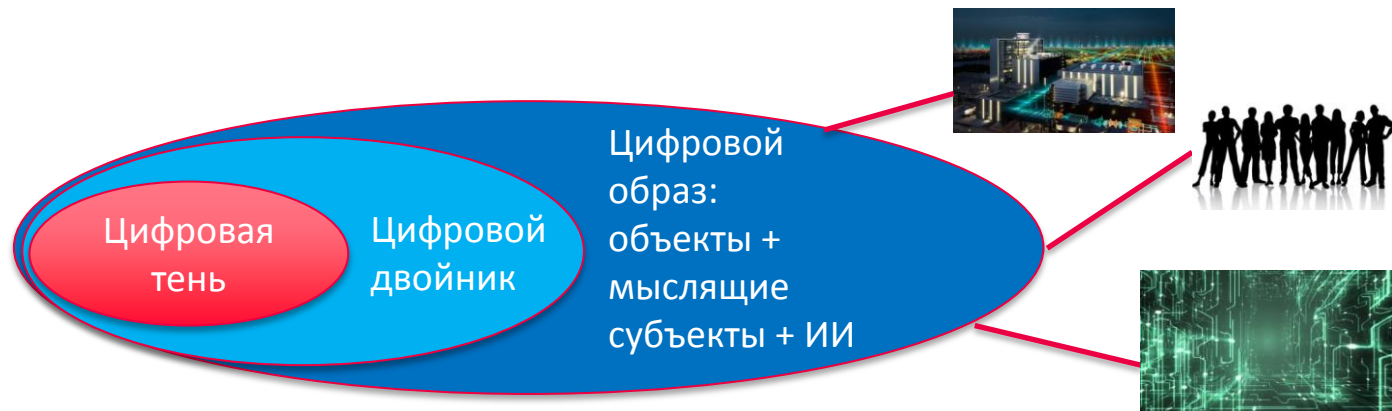 Цифровая
тень
Цифровой
двойник
Цифровой
образ:
объекты +
мыслящие
субъекты + ИИ